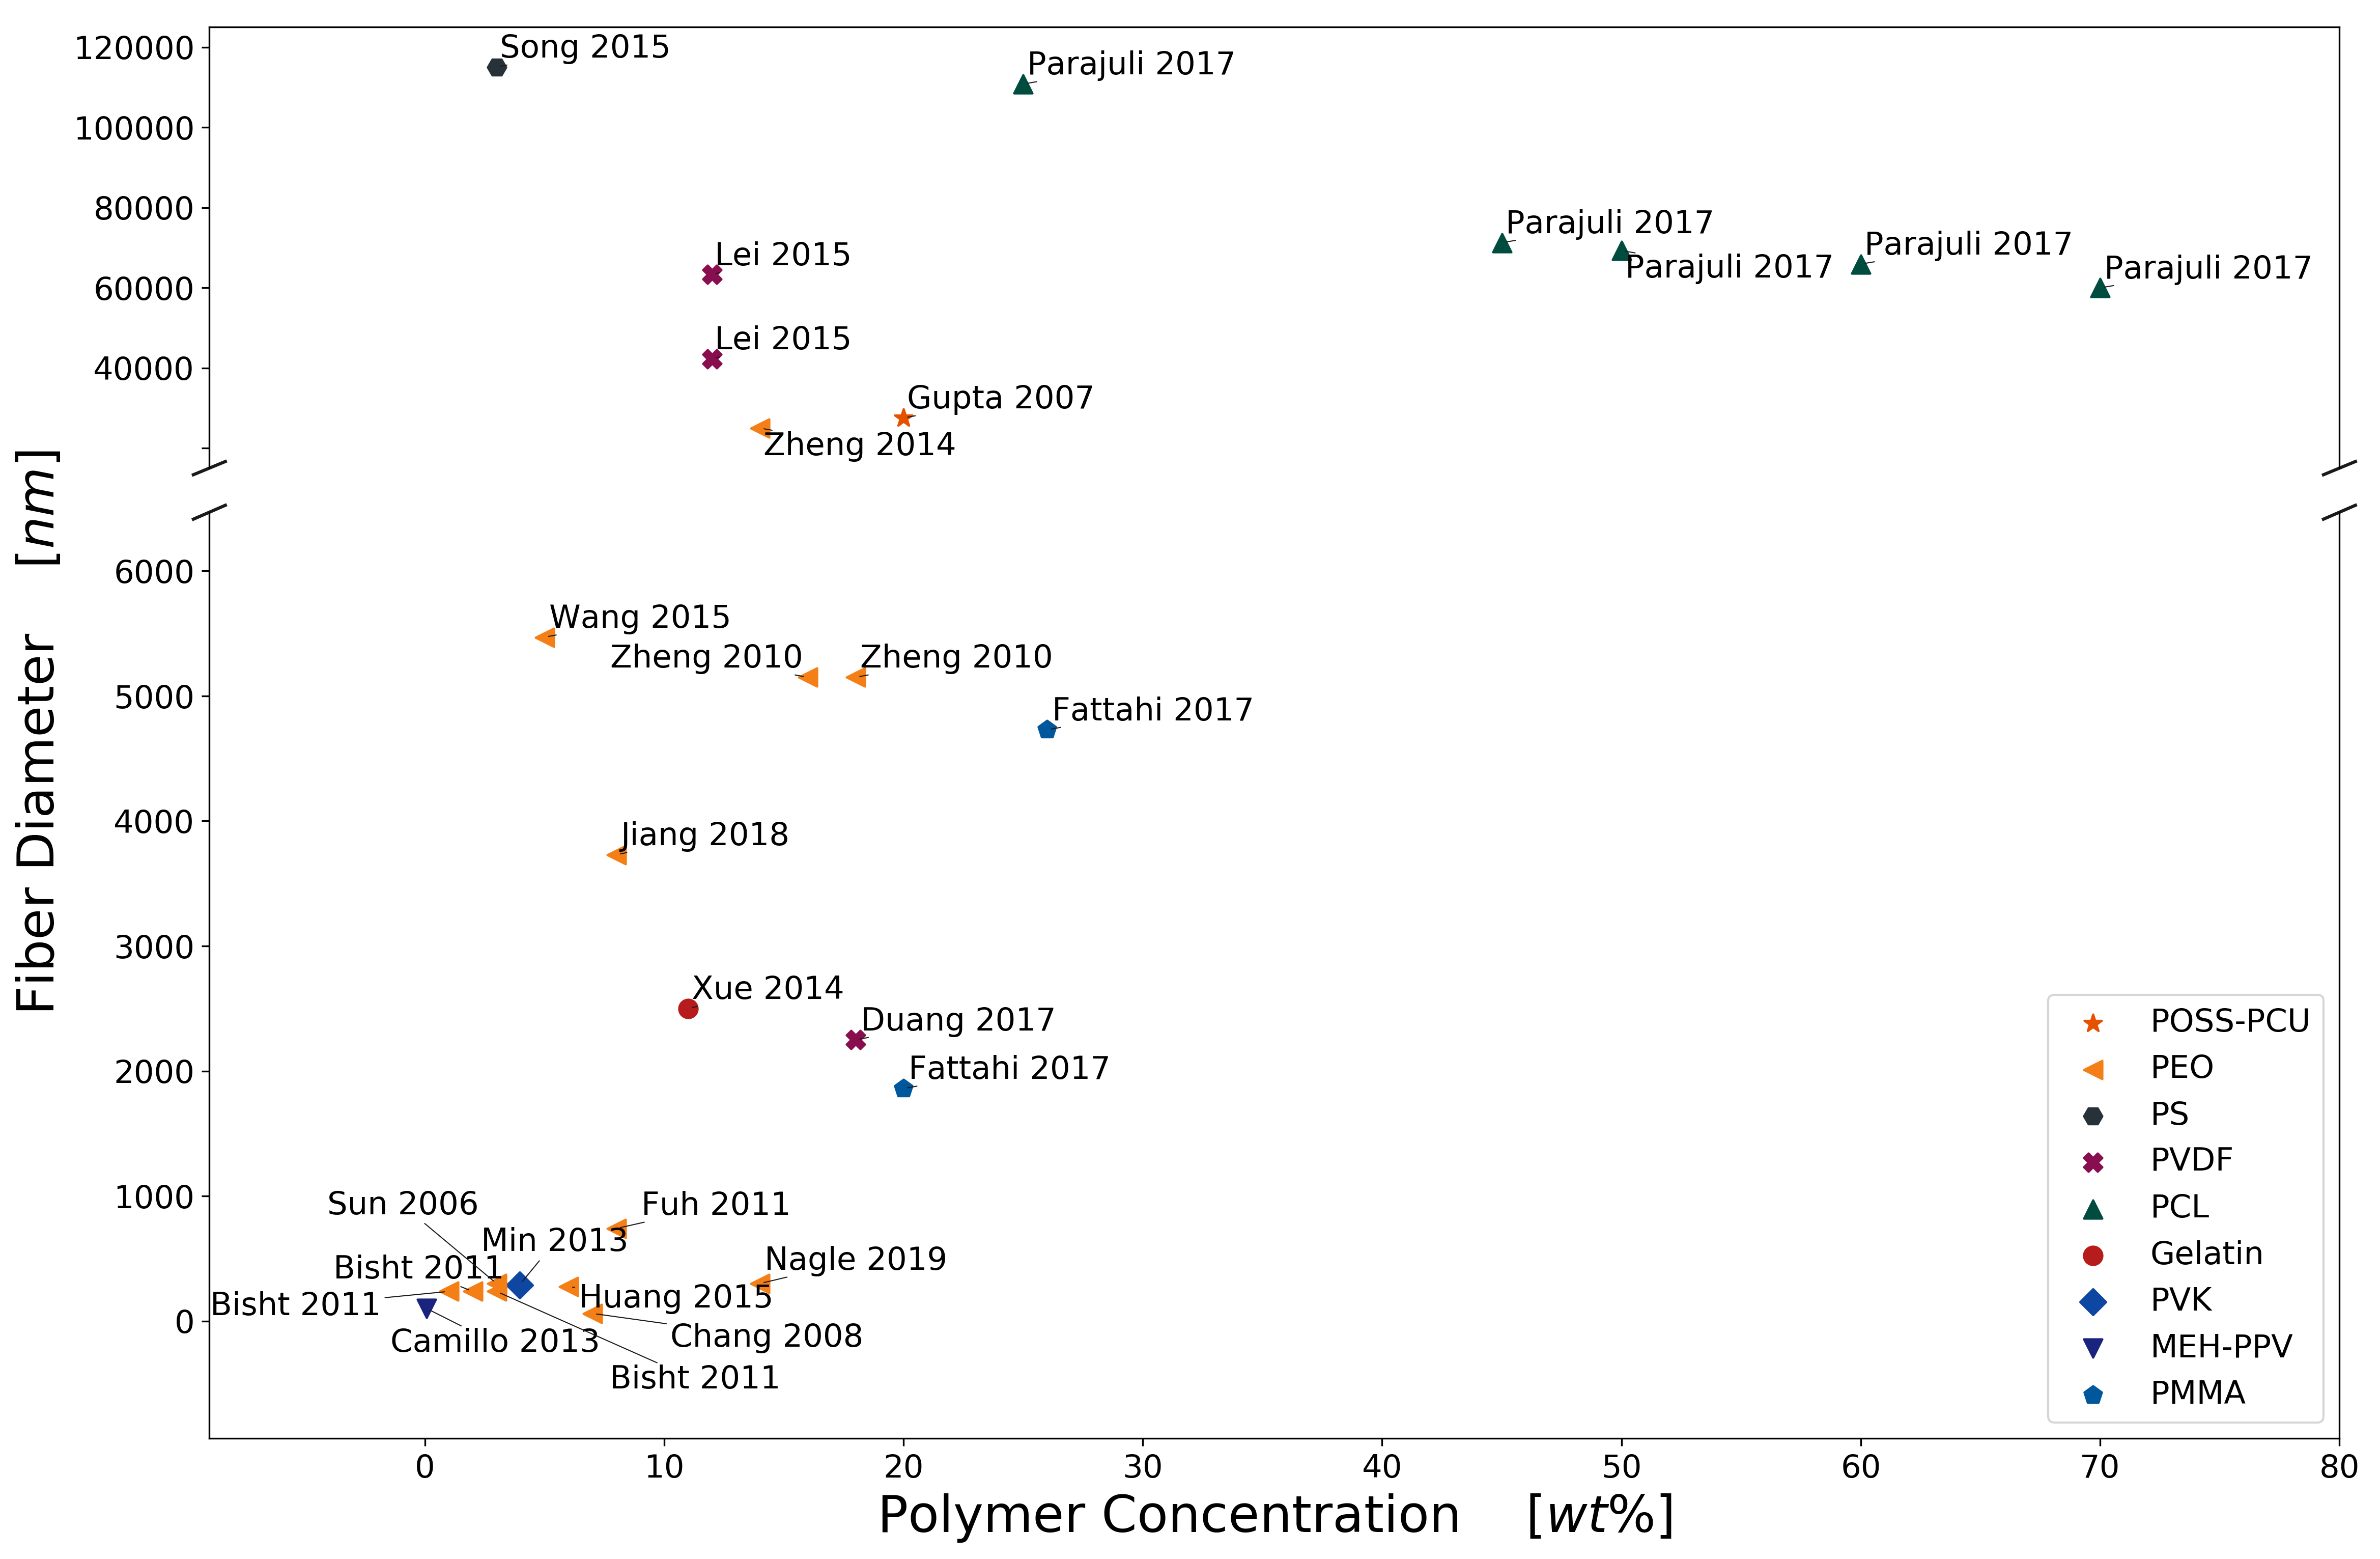 120000
100000
80000
60000
40000
Song 2015
Parajuli 2017
Parajuli 2017
Parajuli 2017
Parajuli 2017
Parajuli 2017
Lei 2015
Lei 2015
Gupta 2007
Zheng 2014
Fiber Diameter [nm]
6000
5000
4000
3000
2000
1000
0
Wang 2015
Zheng 2010
Zheng 2010
Fattahi 2017
Jiang 2018
Xue 2014
Duang 2017
Fattahi 2017
Sun 2006
Fuh 2011
Min 2013
Bisht 2011
Nagle 2019
Bisht 2011
Huang 2015
Camillo 2013
Chang 2008
Bisht 2011
POSS-PCU
PEO
PS
PVDF
PCL
Gelatin
PVK
MEH-PPV
PMMA
0 10 20 30 40 50 60 70 80
Polymer Concentration [wt%]